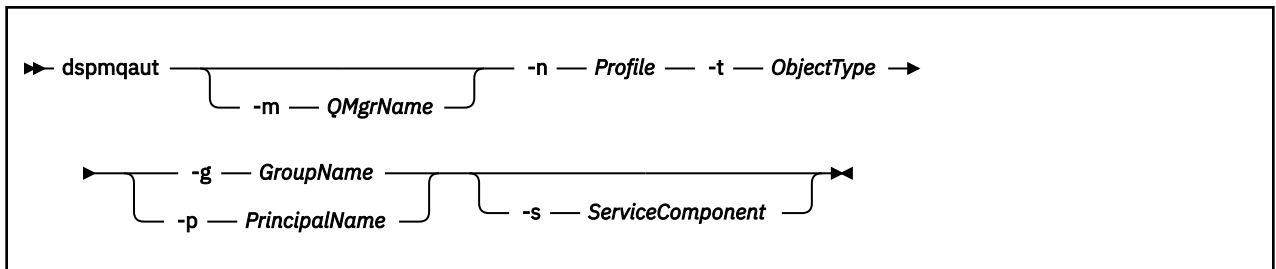 dspmqaut -n Profile -t ObjectType
-m QMgrName
-g GroupName
-p PrincipalName -s ServiceComponent